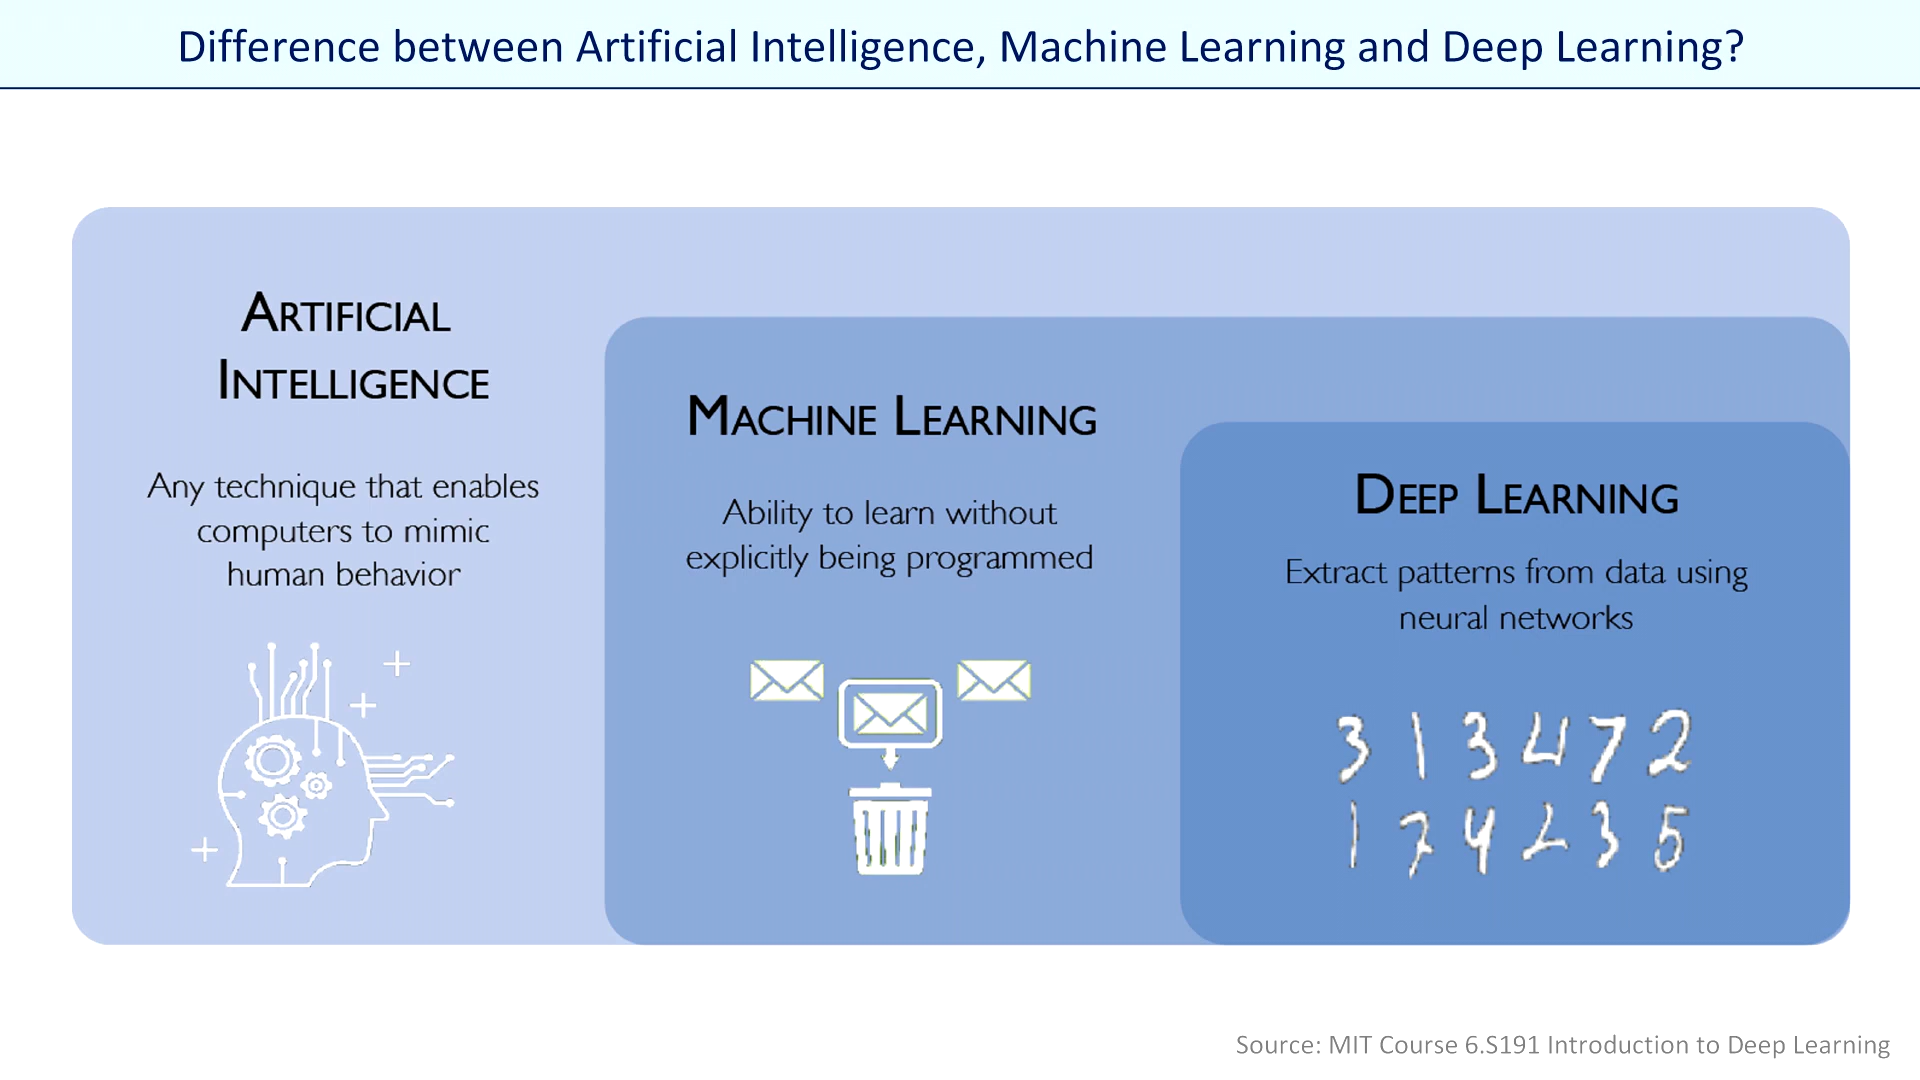 Difference between Artificial Intelligence, Machine Learning and Deep Learning?
ARTIFICIAL
INTELLIGENCE
Any technique that enables
computers to mimic
human behavior
MACHINE LEARNING
Ability to learn without
explicitly being programmed
DEEP LEARNING
Extract patterns from data using
neural networks
3 1 3 4 7 2
1 7 4 2 3 5
Source: MIT Course 6.S191 Introduction to Deep Learning